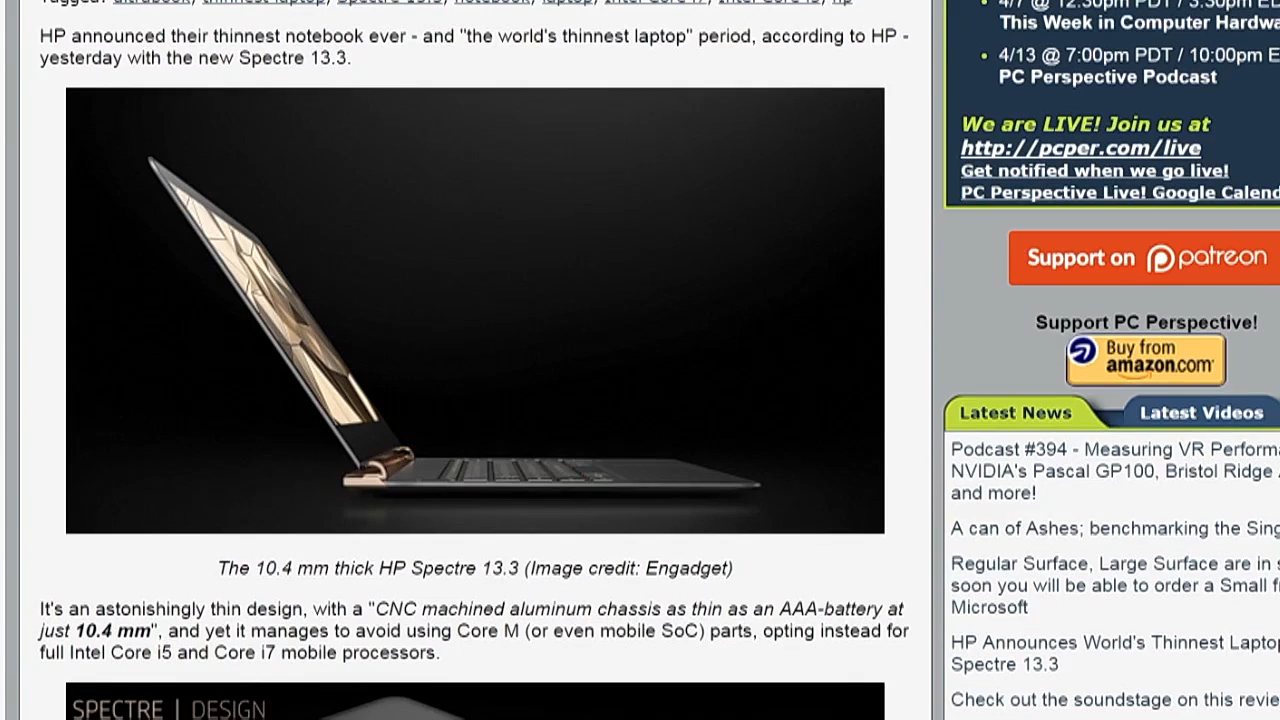 HP announced their thinnest notebook ever - and "the world's thinnest laptop" period, according to HP -
yesterday with the new Spectre 13.3.
The 10.4 mm thick HP Spectre 13.3 (Image credit: Engadget)
It's an astonishingly thin design, with a "CNC machined aluminum chassis as thin as an AAA-battery at
just 10.4 mm", and yet it manages to avoid using Core M (or even mobile SoC) parts, opting instead for
full Intel Core i5 and Core i7 mobile processors.
SPECTRE | DESIGN
This Week in Computer Hardwa
4/13 @ 7:00pm PDT / 10:00pm E
PC Perspective Podcast
We are LIVE! Join us at
http://pcper.com/live
Get notified when we go live!
PC Perspective Live! Google Calend
Support on patreon
Support PC Perspective!
Buy from
amazon.com
Latest News
Latest Videos
Podcast #394 - Measuring VR Performa
NVIDIA's Pascal GP100, Bristol Ridge
and more!
A can of Ashes; benchmarking the Sing
Regular Surface, Large Surface are in s
soon you will be able to order a Small f
Microsoft
HP Announces World's Thinnest Lapto
Spectre 13.3
Check out the soundstage on this revie